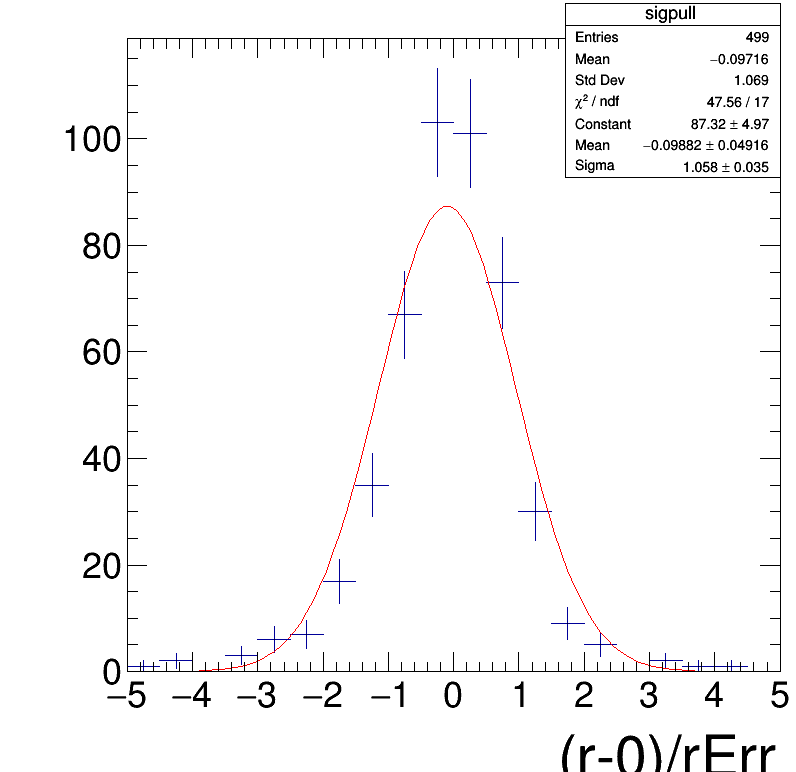 sigpull
Entries 499
Mean −0.09716
Std Dev 1.069
χ² / ndf 47.56 / 17
Constant 87.32 ± 4.97
Mean −0.09882 ± 0.04916
Sigma 1.058 ± 0.035
100
80
60
40
20
0
−5 −4 −3 −2 −1 0 1 2 3 4 5
(r-0)/rErr